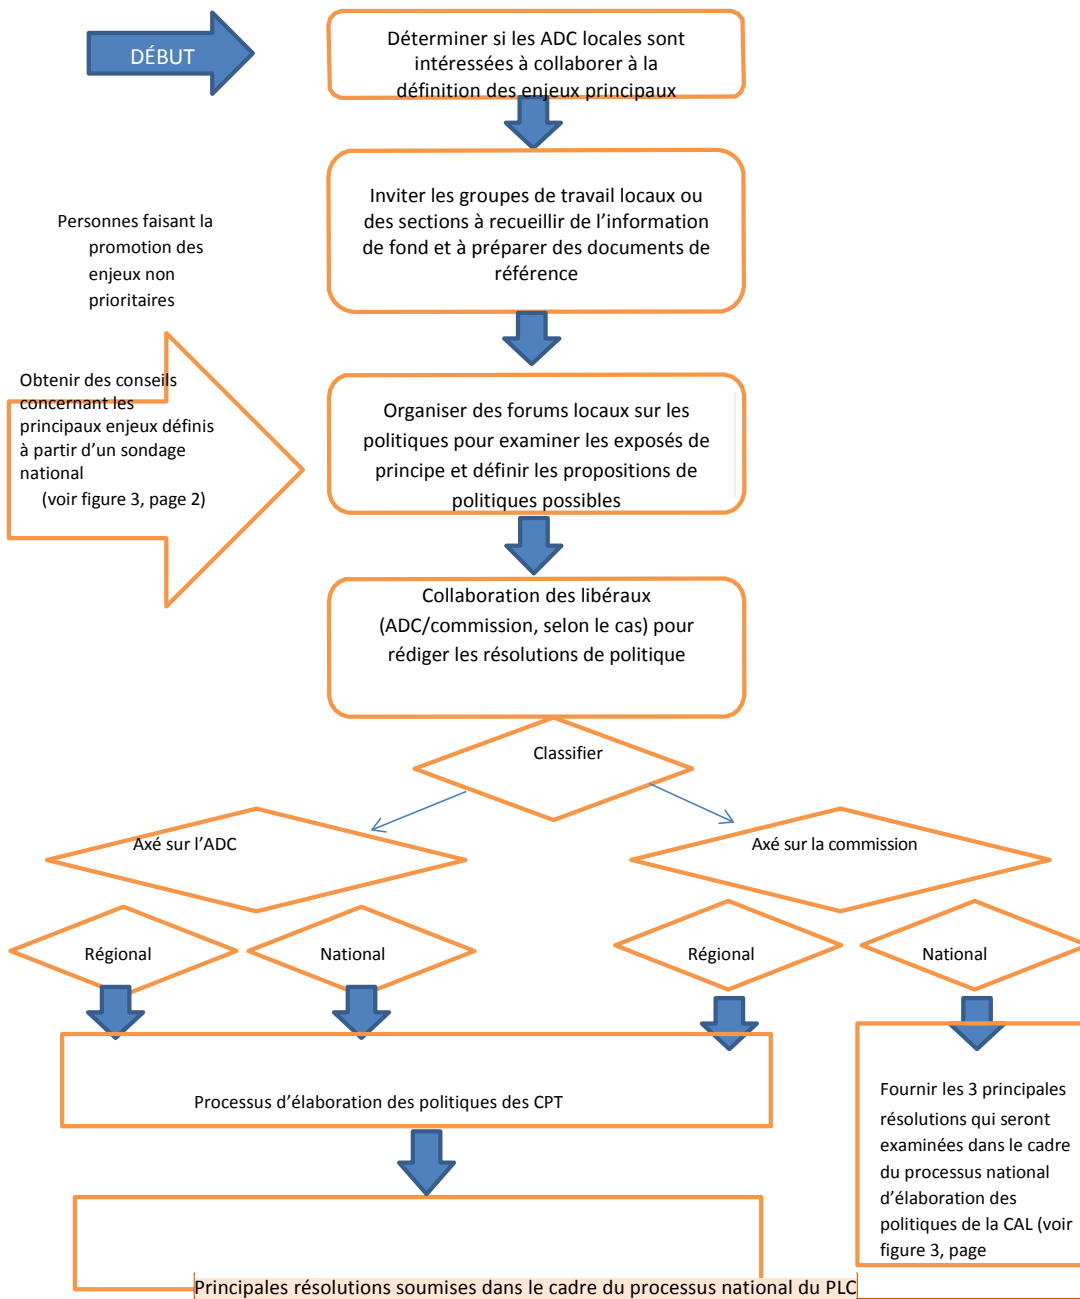 DÉBUT
Déterminer si les ADC locales sont
intéressées à collaborer à la
définition des enjeux principaux
Inviter les groupes de travail locaux ou
des sections à recueillir de l’information
de fond et à préparer des documents de
référence
Personnes faisant la
promotion des
enjeux non
prioritaires
Obtenir des conseils
concernant les
principaux enjeux définis
à partir d’un sondage
national
(voir figure 3, page 2)
Organiser des forums locaux sur les
politiques pour examiner les exposés de
principe et définir les propositions de
politiques possibles
Collaboration des libéraux
(ADC/commission, selon le cas) pour
rédiger les résolutions de politique
Classifier
Axé sur l’ADC
Axé sur la commission
Régional
National
Régional
National
Processus d’élaboration des politiques des CPT
Fournir les 3 principales
résolutions qui seront
examinées dans le cadre
du processus national
d’élaboration des
politiques de la CAL (voir
figure 3, page
Principales résolutions soumises dans le cadre du processus national du PLC